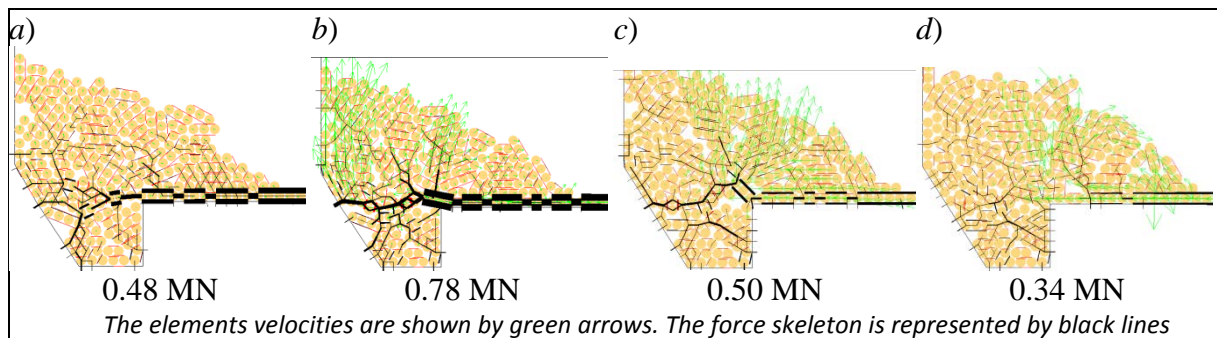 a) b) c) d)
0.48 MN 0.78 MN 0.50 MN 0.34 MN
The elements velocities are shown by green arrows. The force skeleton is represented by black lines